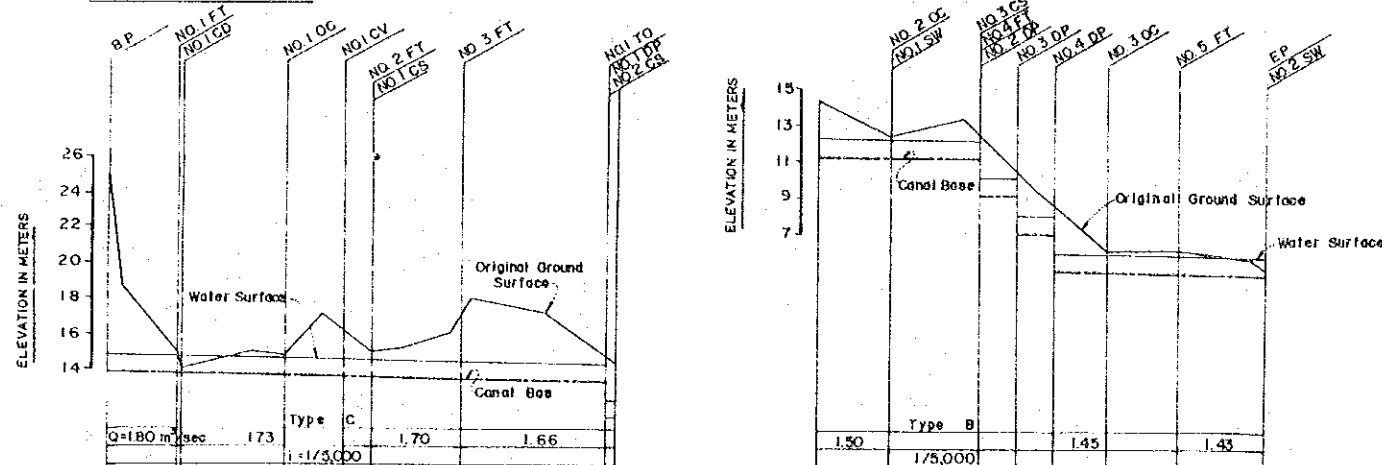 B P
NO. 1 FT
NO. 1 CD
NO. 1 OC
NO. 1 CV
NO. 2 FT
NO. 1 CS
NO. 3 FT
NO. 1 TO
NO. 1 DP
NO. 2 CS
ELEVATION IN METERS
26
24
22
20
18
16
14
Water Surface
Original Ground
Surface
Canal Bas
Type C
Q=1.80 m³/sec
1.73
1.70
1.66
i = 1/5,000
NO. 2 OC
NO. 1 SW
NO. 3 CS
NO. 4 FT
NO. 2 DP
NO. 3 DP
NO. 4 DP
NO. 3 OC
NO. 5 FT
E P
NO. 2 SW
ELEVATION IN METERS
15
13
11
9
7
Canal Base
Original Ground Surface
Water Surface
Type B
1.50
1.45
1.43
1/5,000